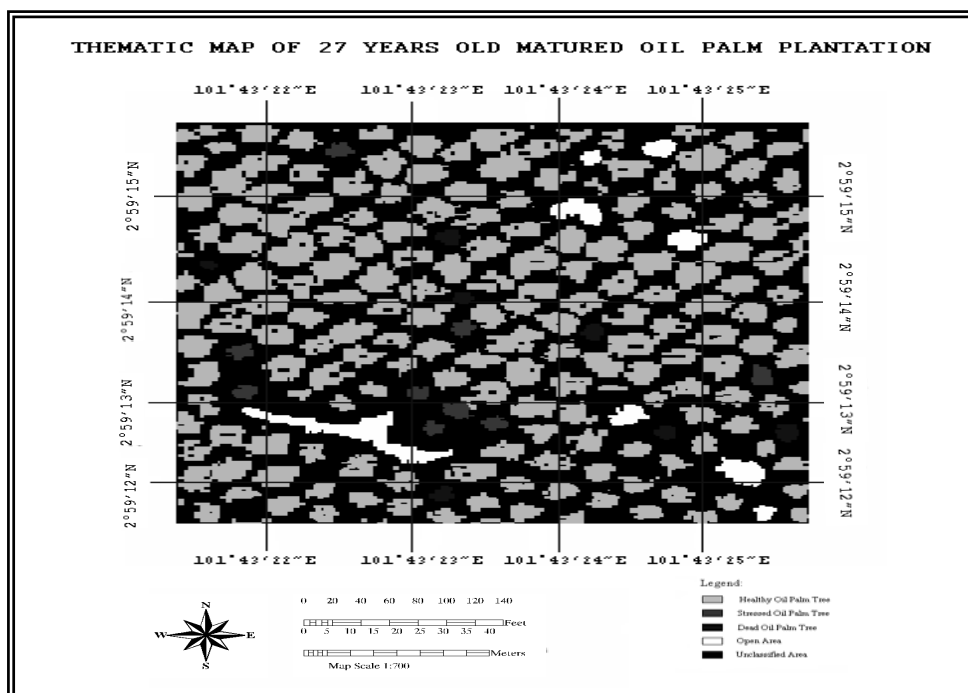 THEMATIC MAP OF 27 YEARS OLD MATURED OIL PALM PLANTATION
101°43'22"E 101°43'23"E 101°43'24"E 101°43'25"E
2°59'15"N 2°59'15"N
2°59'14"N 2°59'14"N
2°59'13"N 2°59'13"N
2°59'12"N 2°59'12"N
101°43'22"E 101°43'23"E 101°43'24"E 101°43'25"E
Legend:
Healthy Oil Palm Tree
Stressed Oil Palm Tree
Dead Oil Palm Tree
Open Area
Unclassified Area
N
W E
S
0 20 40 60 80 100 120 140
Feet
0 5 10 15 20 25 30 35 40
Meters
Map Scale 1:700